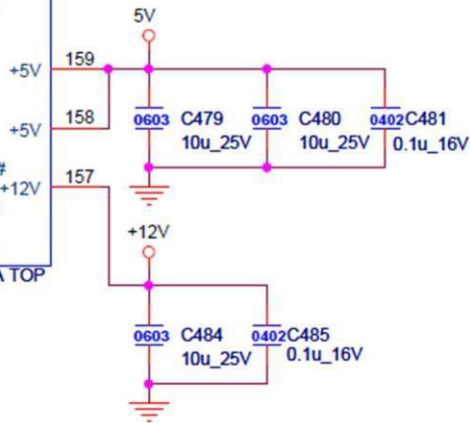 5V
+5V 159
+5V 158
0603 C479 0603 C480 0402 C481
10u_25V 10u_25V 0.1u_16V
#
+12V 157
+12V
A TOP
0603 C484 0402 C485
10u_25V 0.1u_16V